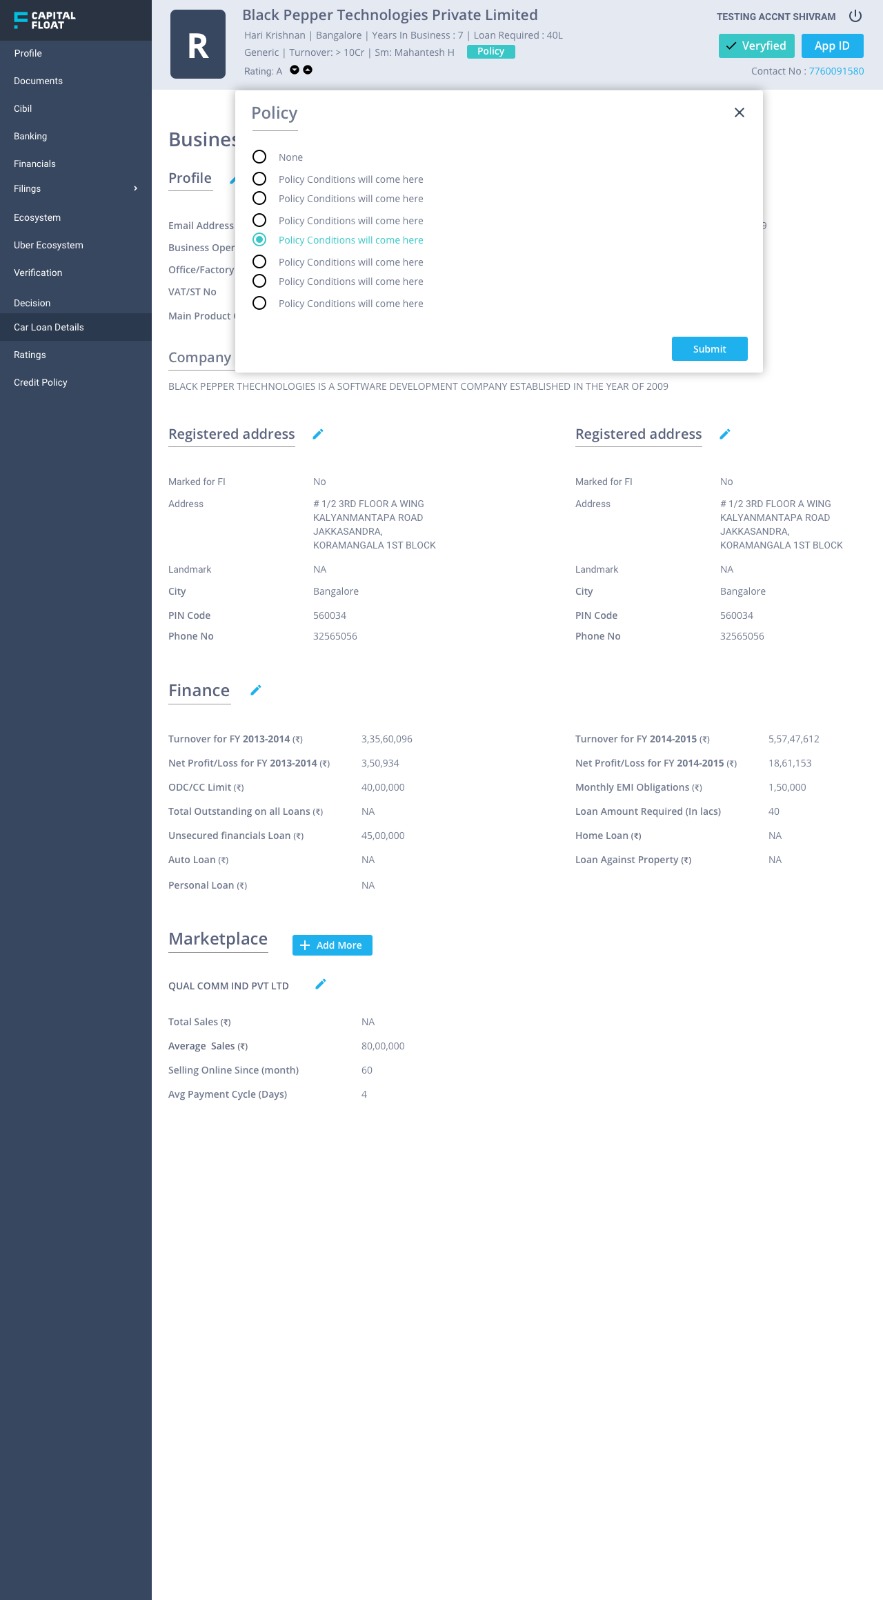 CAPITAL
FLOAT
Profile
Documents
Cibil
Banking
Financials
Filings
Ecosystem
Uber Ecosystem
Verification
Decision
Car Loan Details
Ratings
Credit Policy
R
Black Pepper Technologies Private Limited
Hari Krishnan | Bangalore | Years In Business : 7 | Loan Required : 40L
Generic | Turnover: > 10Cr | Sm: Mahantesh H Policy
Rating: A
TESTING ACCNT SHIVRAM
Veryfied App ID
Contact No : 7760091580
Policy
None
Policy Conditions will come here
Policy Conditions will come here
Policy Conditions will come here
Policy Conditions will come here
Policy Conditions will come here
Policy Conditions will come here
Policy Conditions will come here
Submit
Profile
Email Address
Business Oper
Office/Factory
VAT/ST No
Main Product
Company
BLACK PEPPER THECHNOLOGIES IS A SOFTWARE DEVELOPMENT COMPANY ESTABLISHED IN THE YEAR OF 2009
Registered address
Marked for FI No
Address # 1/2 3RD FLOOR A WING
KALYANMANTAPA ROAD
JAKKASANDRA,
KORAMANGALA 1ST BLOCK
Landmark NA
City Bangalore
PIN Code 560034
Phone No 32565056
Registered address
Marked for FI No
Address # 1/2 3RD FLOOR A WING
KALYANMANTAPA ROAD
JAKKASANDRA,
KORAMANGALA 1ST BLOCK
Landmark NA
City Bangalore
PIN Code 560034
Phone No 32565056
Finance
Turnover for FY 2013-2014 (₹) 3,35,60,096
Net Profit/Loss for FY 2013-2014 (₹) 3,50,934
ODC/CC Limit (₹) 40,00,000
Total Outstanding on all Loans (₹) NA
Unsecured financials Loan (₹) 45,00,000
Auto Loan (₹) NA
Personal Loan (₹) NA
Turnover for FY 2014-2015 (₹) 5,57,47,612
Net Profit/Loss for FY 2014-2015 (₹) 18,61,153
Monthly EMI Obligations (₹) 1,50,000
Loan Amount Required (In lacs) 40
Home Loan (₹) NA
Loan Against Property (₹) NA
Marketplace + Add More
QUAL COMM IND PVT LTD
Total Sales (₹) NA
Average Sales (₹) 80,00,000
Selling Online Since (month) 60
Avg Payment Cycle (Days) 4